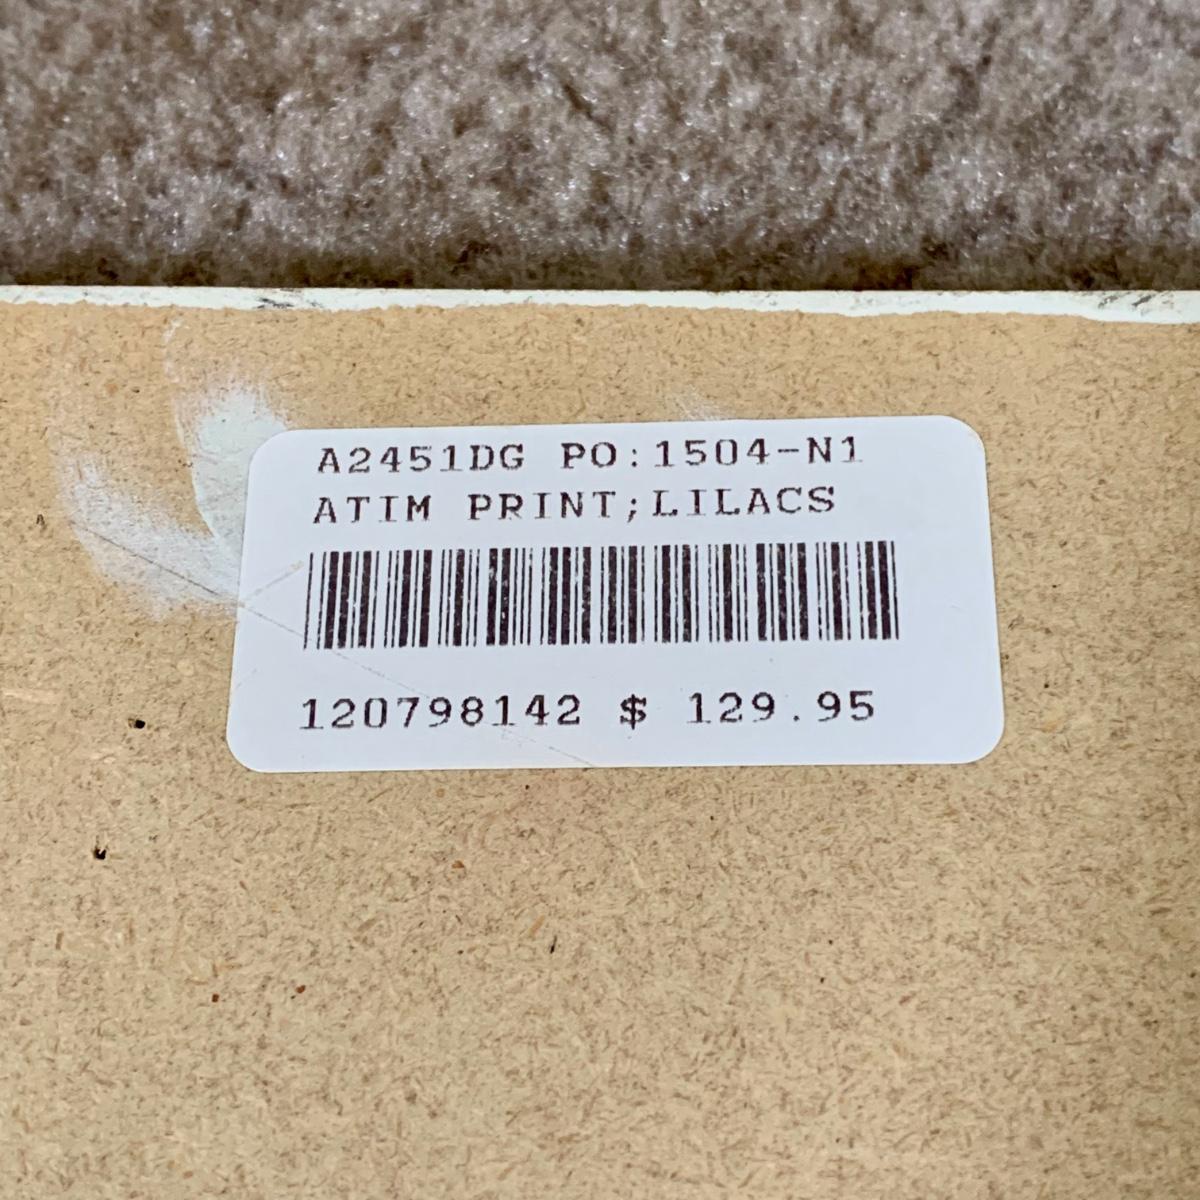 A2451DG PO:1504-N1
ATIM PRINT;LILACS
120798142 $ 129.95